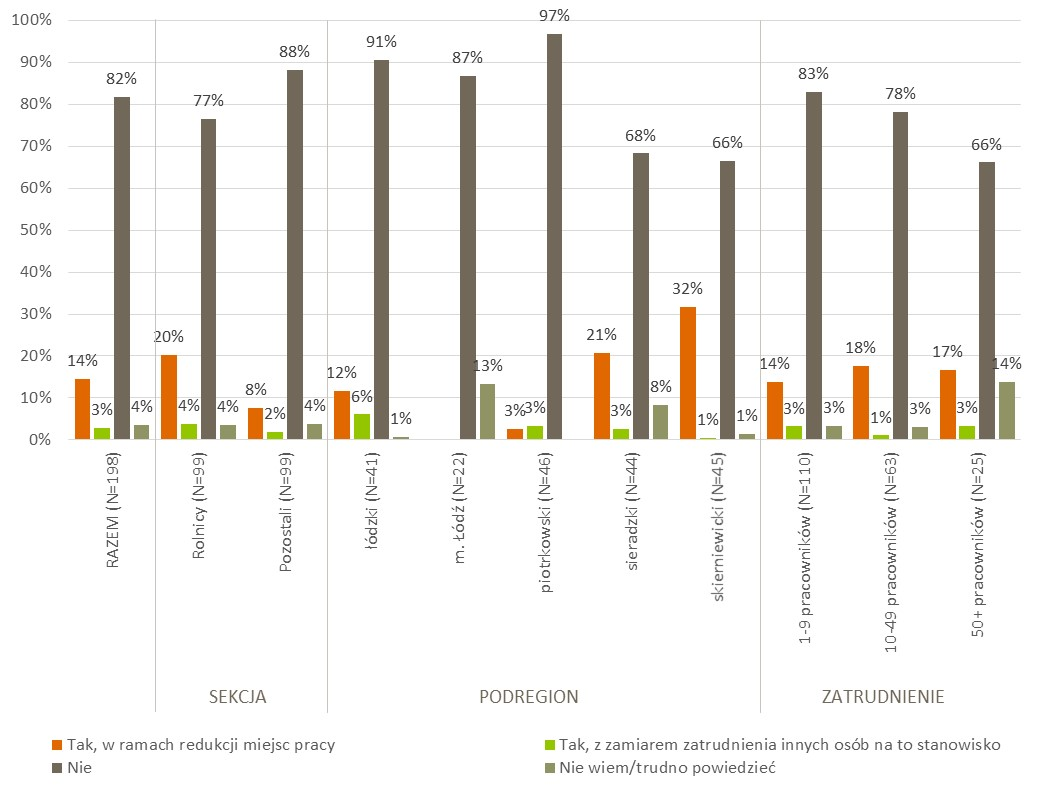 100%
90%
80%
70%
60%
50%
40%
30%
20%
10%
0%
14%
3%
82%
4%
20%
4%
77%
4%
8%
2%
88%
4%
12%
6%
91%
1%
87%
13%
3%
3%
97%
21%
3%
68%
8%
32%
1%
66%
1%
14%
3%
83%
3%
18%
1%
78%
3%
17%
3%
66%
14%
RAZEM (N=198)
Rolnicy (N=99)
Pozostali (N=99)
łódzki (N=41)
m. Łódź (N=22)
piotrkowski (N=46)
sieradzki (N=44)
skierniewicki (N=45)
1-9 pracowników (N=110)
10-49 pracowników (N=63)
50+ pracowników (N=25)
SEKCJA
PODREGION
ZATRUDNIENIE
Tak, w ramach redukcji miejsc pracy
Tak, z zamiarem zatrudnienia innych osób na to stanowisko
Nie
Nie wiem/trudno powiedzieć